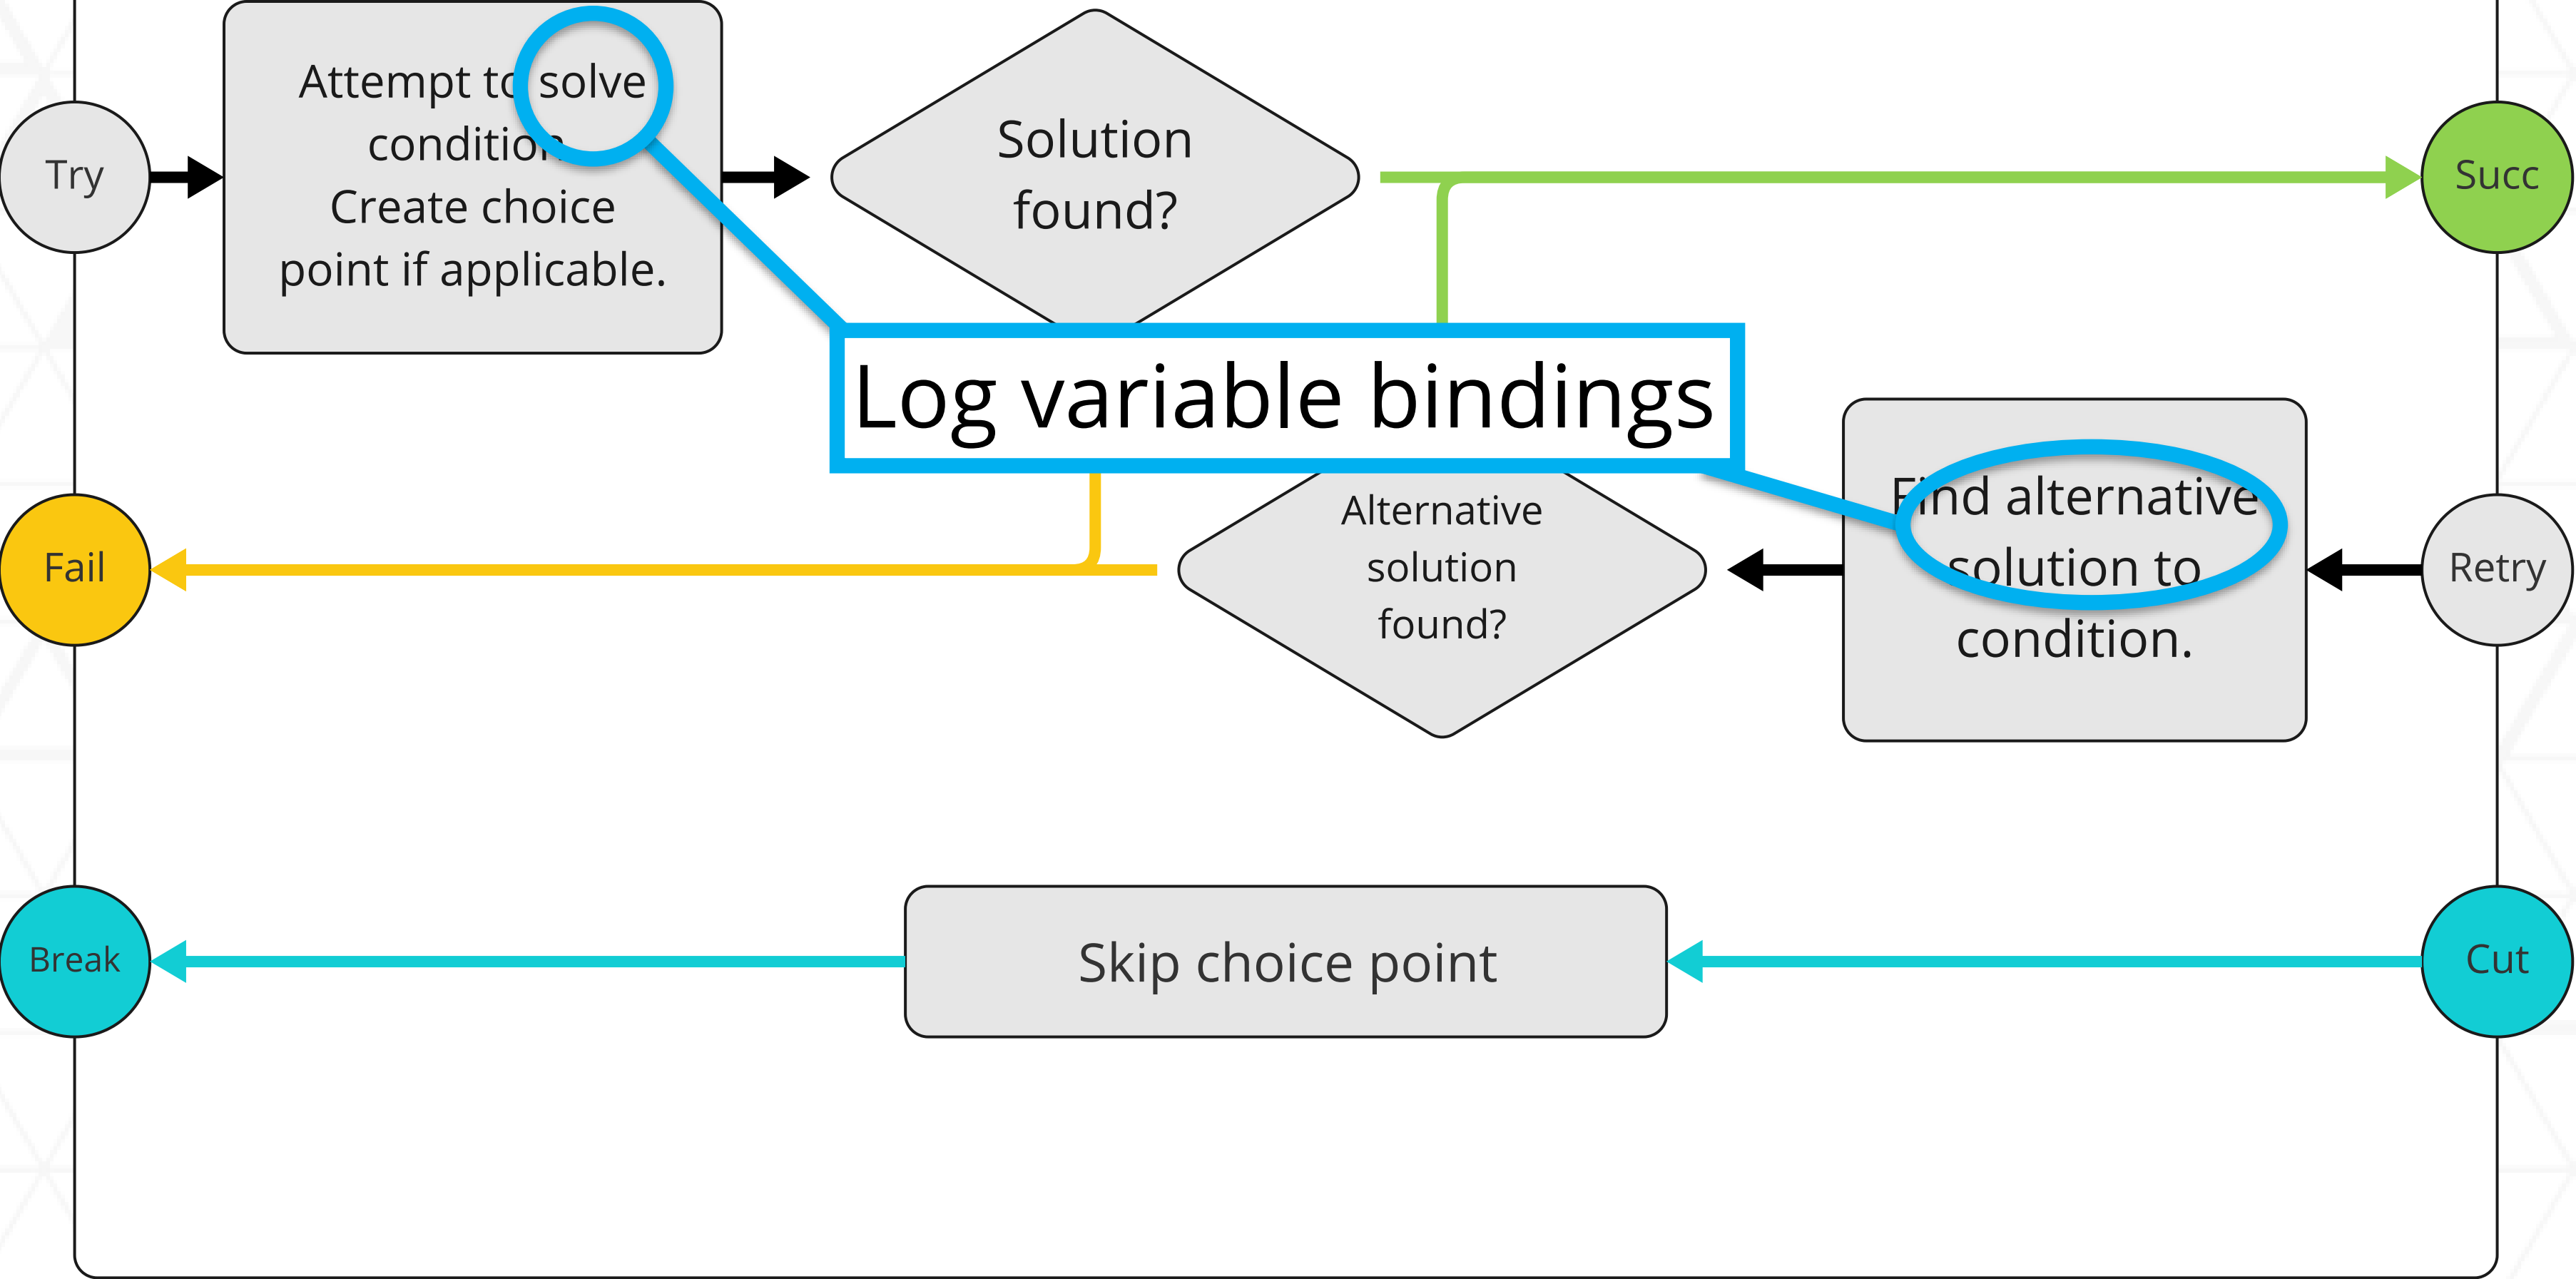 Try
Attempt to solve
condition.
Create choice
point if applicable.
Solution
found?
Succ
Log variable bindings
Fail
Alternative
solution
found?
Find alternative
solution to
condition.
Retry
Break
Skip choice point
Cut